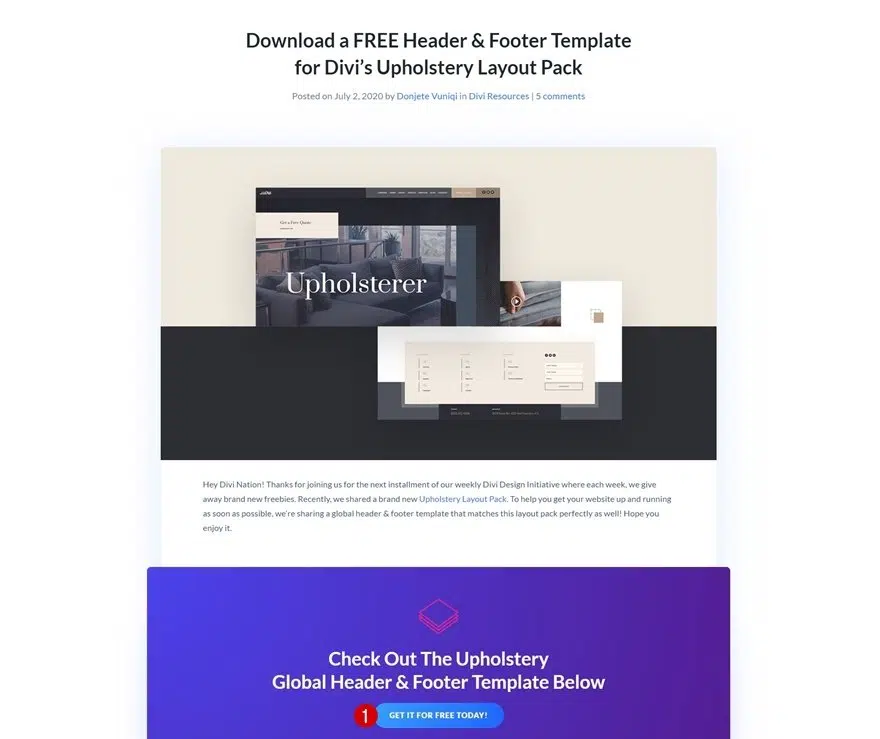 Download a FREE Header & Footer Template
for Divi’s Upholstery Layout Pack
Posted on July 2, 2020 by Donjete Vuniqi in Divi Resources | 5 comments
Get a Free Quote
Upholsterer
Hey Divi Nation! Thanks for joining us for the next installment of our weekly Divi Design Initiative where each week, we give
away brand new freebies. Recently, we shared a brand new Upholstery Layout Pack. To help you get your website up and running
as soon as possible, we’re sharing a global header & footer template that matches this layout pack perfectly as well! Hope you
enjoy it.
Check Out The Upholstery
Global Header & Footer Template Below
1 GET IT FOR FREE TODAY!